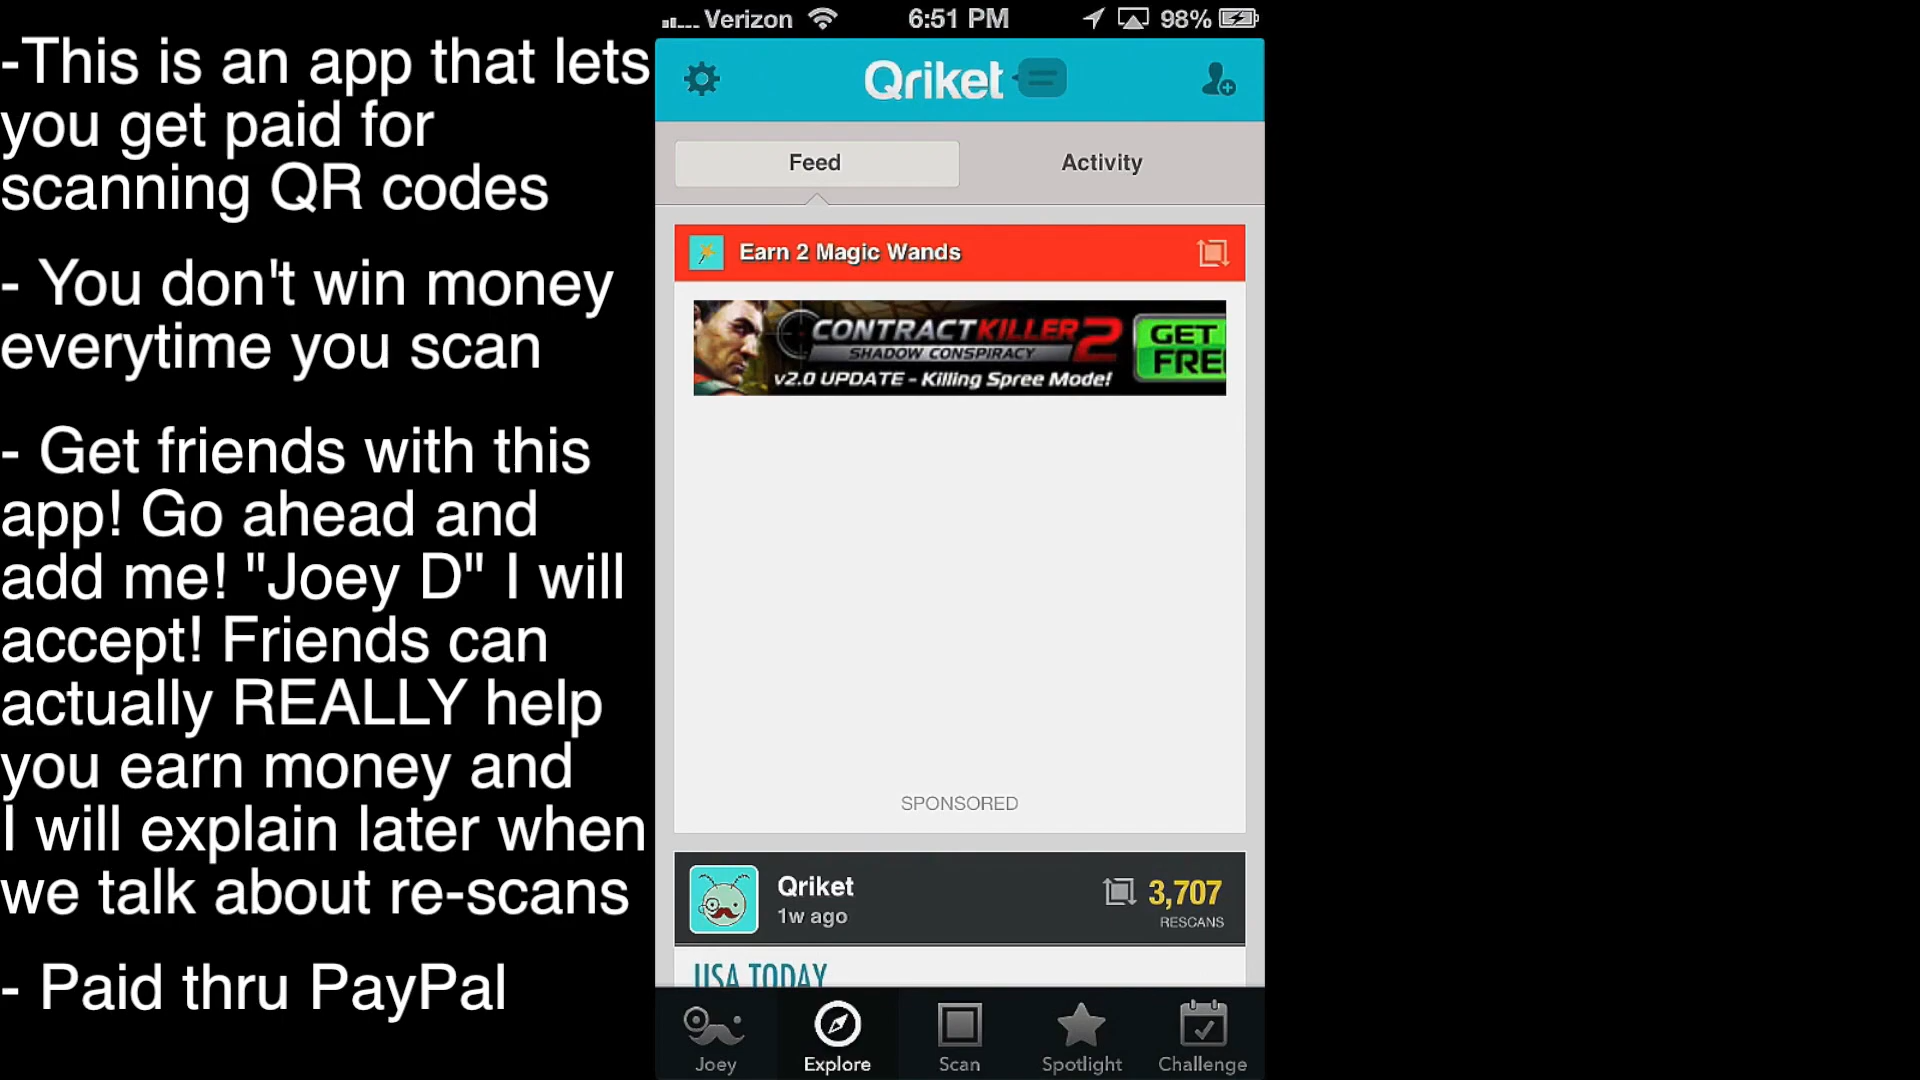 -This is an app that lets
you get paid for
scanning QR codes
- You don't win money
everytime you scan
- Get friends with this
app! Go ahead and
add me! "Joey D" I will
accept! Friends can
actually REALLY help
you earn money and
I will explain later when
we talk about re-scans
- Paid thru PayPal
Verizon 6:51 PM 98%
Qriket
Feed Activity
Earn 2 Magic Wands
CONTRACT KILLER 2
SHADOW CONSPIRACY
v2.0 UPDATE - Killing Spree Mode!
GET
FREE
SPONSORED
Qriket
1w ago
3,707
RESCANS
USA TODAY
Joey Explore Scan Spotlight Challenge